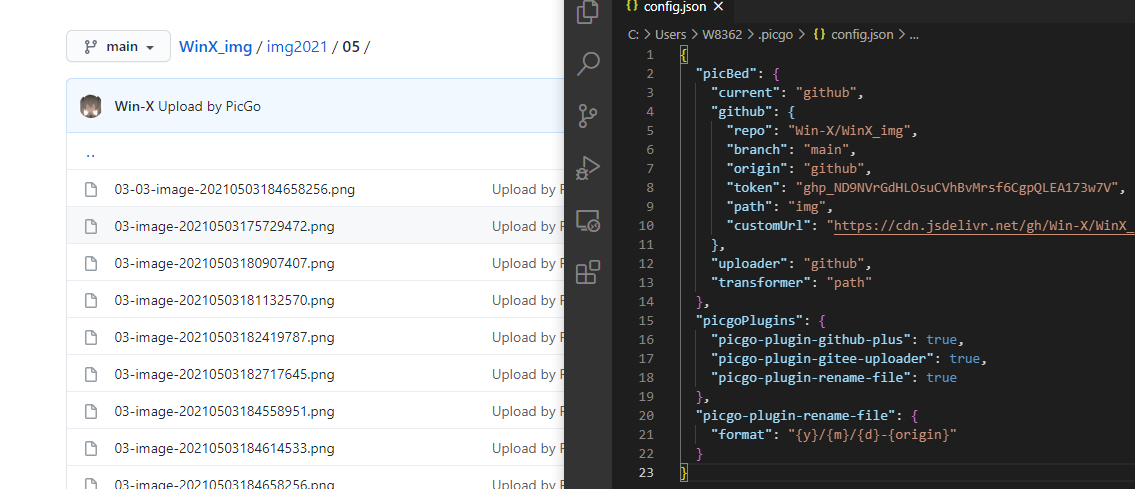 main
WinX_img / img2021 / 05 /
Win-X Upload by PicGo
..
03-03-image-20210503184658256.png Upload by
03-image-20210503175729472.png Upload by
03-image-20210503180907407.png Upload by
03-image-20210503181132570.png Upload by
03-image-20210503182419787.png Upload by
03-image-20210503182717645.png Upload by
03-image-20210503184558951.png Upload by
03-image-20210503184614533.png Upload by
03-image-20210503184658256.png Upload by
{} config.json ×
C: > Users > W8362 > .picgo > {} config.json > ...
1 {
2 "picBed": {
3 "current": "github",
4 "github": {
5 "repo": "Win-X/WinX_img",
6 "branch": "main",
7 "origin": "github",
8 "token": "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",
9 "path": "img",
10 "customUrl": "https://cdn.jsdelivr.net/gh/Win-X/WinX_
11 },
12 "uploader": "github",
13 "transformer": "path"
14 },
15 "picgoPlugins": {
16 "picgo-plugin-github-plus": true,
17 "picgo-plugin-gitee-uploader": true,
18 "picgo-plugin-rename-file": true
19 },
20 "picgo-plugin-rename-file": {
21 "format": "{y}/{m}/{d}-{origin}"
22 }
23 }